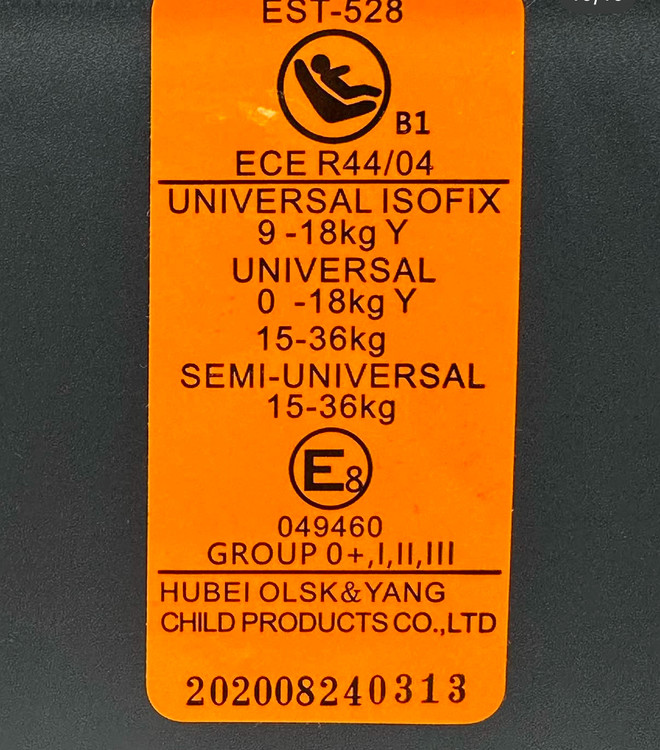 EST-528
B1
ECE R44/04
UNIVERSAL ISOFIX
9 -18kg Y
UNIVERSAL
0 -18kg Y
15-36kg
SEMI-UNIVERSAL
15-36kg
E8
049460
GROUP 0+,I,II,III
HUBEI OLSK&YANG
CHILD PRODUCTS CO.,LTD
202008240313